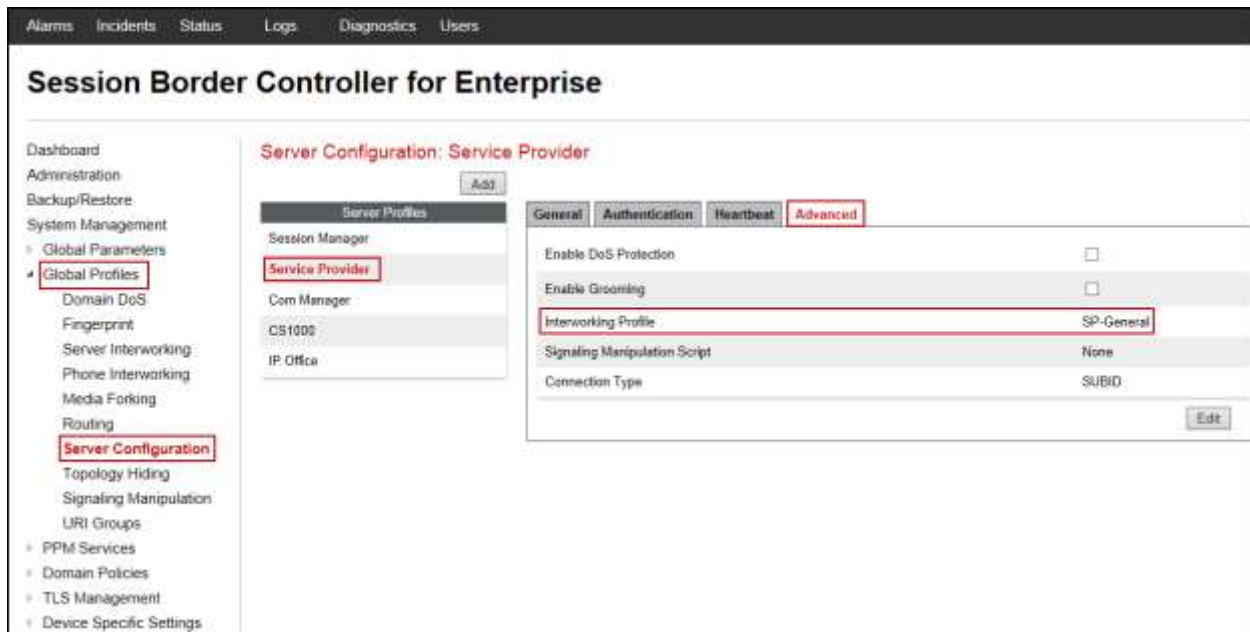 Alarms Incidents Status Logs Diagnostics Users
Session Border Controller for Enterprise
Dashboard
Administration
Backup/Restore
System Management
Global Parameters
Global Profiles
Domain DoS
Fingerprint
Server Interworking
Phone Interworking
Media Forking
Routing
Server Configuration
Topology Hiding
Signaling Manipulation
URI Groups
PPM Services
Domain Policies
TLS Management
Device Specific Settings
Server Configuration: Service Provider
Add
Server Profiles
Session Manager
Service Provider
Com Manager
CS1000
IP Office
General Authentication Heartbeat Advanced
Enable DoS Protection
Enable Grooming
Interworking Profile SP-General
Signaling Manipulation Script None
Connection Type SUBID
Edit